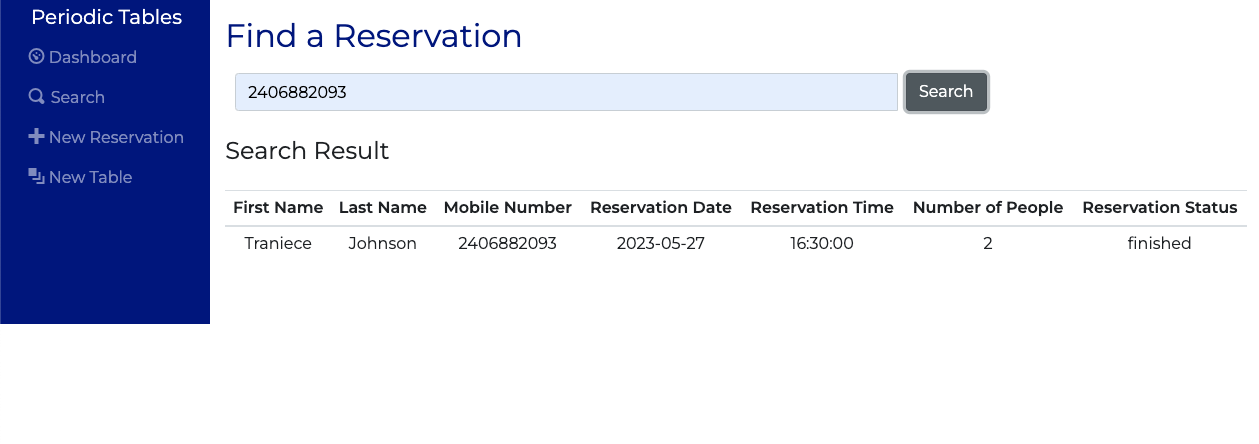 Periodic Tables
Dashboard
Search
New Reservation
New Table
Find a Reservation
2406882093
Search
Search Result
First Name Last Name Mobile Number Reservation Date Reservation Time Number of People Reservation Status
Traniece Johnson 2406882093 2023-05-27 16:30:00 2 finished